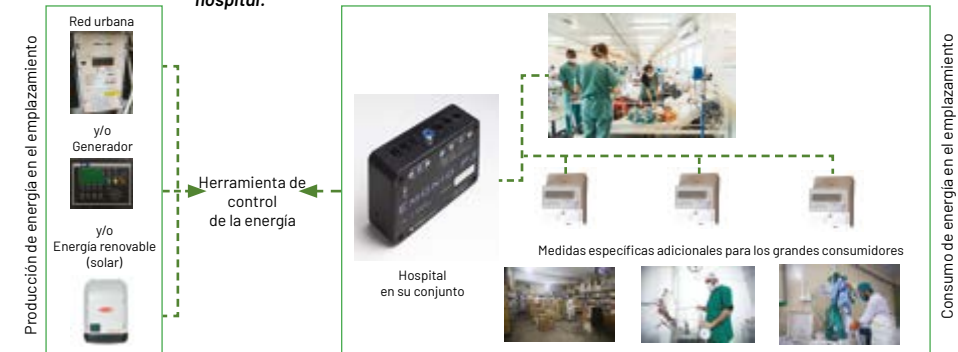 hospital.
Producción de energía en el emplazamiento
Red urbana
y/o
Generador
y/o
Energía renovable
(solar)
Herramienta de
control
de la energía
Hospital
en su conjunto
Medidas específicas adicionales para los grandes consumidores
Consumo de energía en el emplazamiento